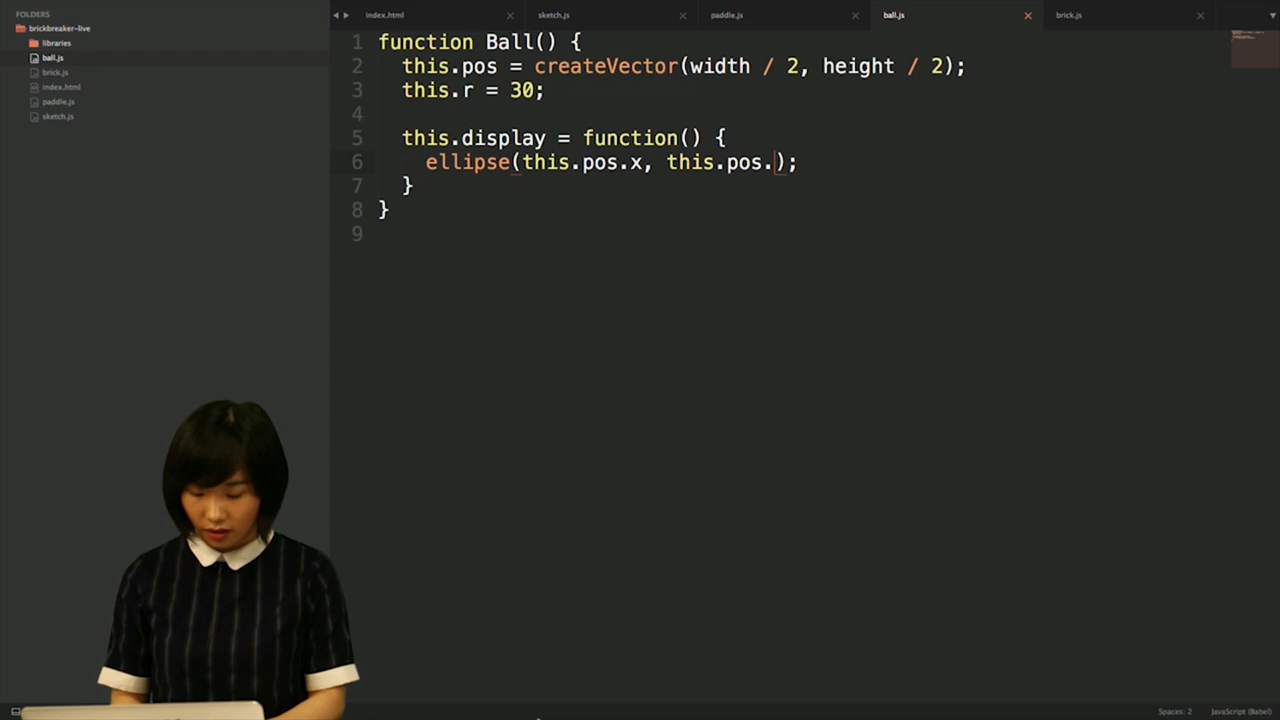 FOLDERS
brickbreaker-live
libraries
ball.js
brick.js
index.html
paddle.js
sketch.js
index.html
sketch.js
paddle.js
ball.js
brick.js
1 function Ball() {
2 this.pos = createVector(width / 2, height / 2);
3 this.r = 30;
4
5 this.display = function() {
6 ellipse(this.pos.x, this.pos.);
7 }
8 }
9
Spaces: 2
JavaScript (Babel)